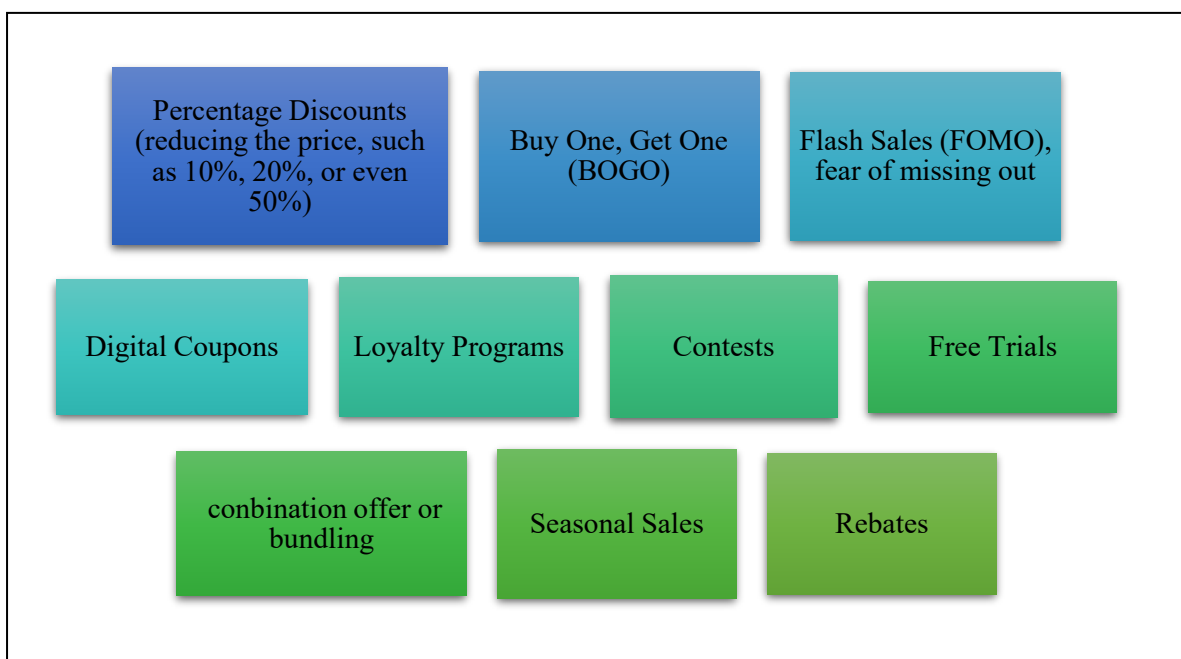 Percentage Discounts
(reducing the price, such
as 10%, 20%, or even
50%)
Buy One, Get One
(BOGO)
Flash Sales (FOMO),
fear of missing out
Digital Coupons
Loyalty Programs
Contests
Free Trials
conbination offer or
bundling
Seasonal Sales
Rebates